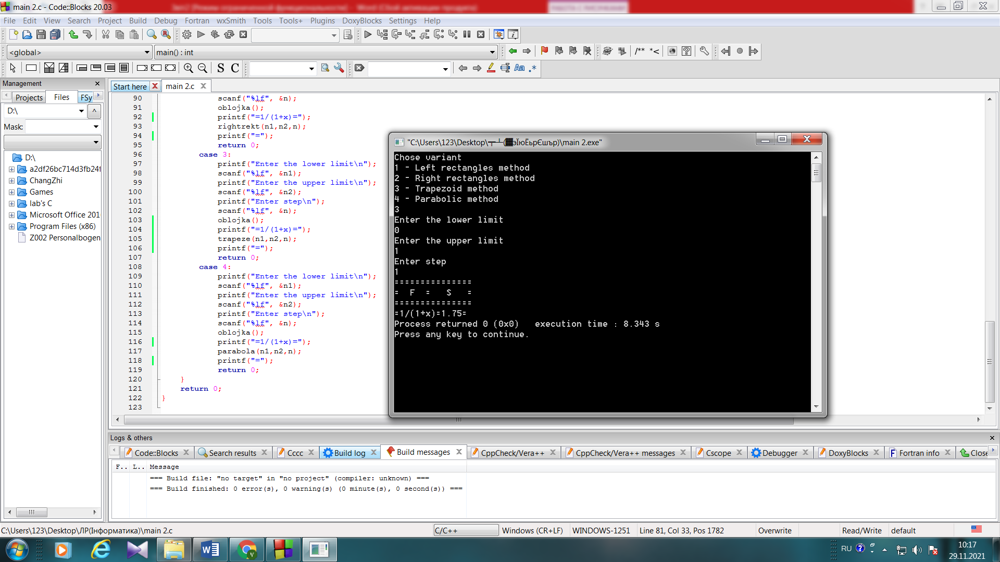 main 2.c - Code::Blocks 20.03
File Edit View Search Project Build Debug Fortran wxSmith Tools Tools+ Plugins DoxyBlocks Settings Help
<global> main() : int
/** *<
S C Aa .*
Management
Projects Files FSy
D:\
Mask:
D:\
a2df26bc714d3fb24f
ChangZhi
Games
lab's C
Microsoft Office 201
Program Files (x86)
Z002 Personalbogen
Start here main 2.c
90 scanf("%lf", &n);
91 oblojka();
92 printf("=1/(1+x)=");
93 rightrekt(n1,n2,n);
94 printf("=");
95 return 0;
96 case 3:
97 printf("Enter the lower limit\n");
98 scanf("%lf", &n1);
99 printf("Enter the upper limit\n");
100 scanf("%lf", &n2);
101 printf("Enter step\n");
102 scanf("%lf", &n);
103 oblojka();
104 printf("=1/(1+x)=");
105 trapeze(n1,n2,n);
106 printf("=");
107 return 0;
108 case 4:
109 printf("Enter the lower limit\n");
110 scanf("%lf", &n1);
111 printf("Enter the upper limit\n");
112 scanf("%lf", &n2);
113 printf("Enter step\n");
114 scanf("%lf", &n);
115 oblojka();
116 printf("=1/(1+x)=");
117 parabola(n1,n2,n);
118 printf("=");
119 return 0;
120 }
121 return 0;
122 }
123
"C:\Users\123\Desktop\┬─┴(▓эЇюЁьрЄшър)\main 2.exe"
Chose variant
1 - Left rectangles method
2 - Right rectangles method
3 - Trapezoid method
4 - Parabolic method
3
Enter the lower limit
0
Enter the upper limit
1
Enter step
1
===============
= F = S =
===============
=1/(1+x)=1.75=
Process returned 0 (0x0) execution time : 8.343 s
Press any key to continue.
Logs & others
Code::Blocks Search results Cccc Build log Build messages CppCheck/Vera++ CppCheck/Vera++ messages Cscope Debugger DoxyBlocks Fortran info Close
F.. L.. Message
=== Build file: "no target" in "no project" (compiler: unknown) ===
=== Build finished: 0 error(s), 0 warning(s) (0 minute(s), 0 second(s)) ===
C:\Users\123\Desktop\ЛР(Інформатика)\main 2.c C/C++ Windows (CR+LF) WINDOWS-1251 Line 81, Col 33, Pos 1782 Overwrite Read/Write default
RU 10:17
29.11.2021